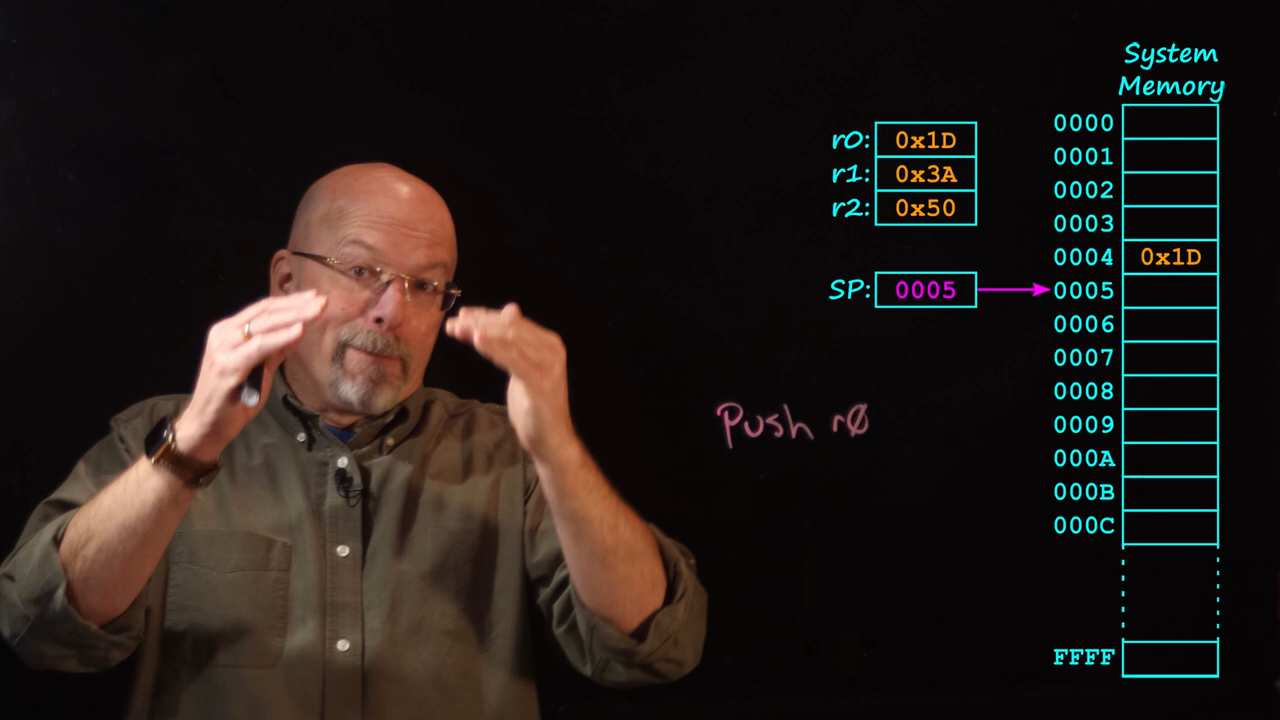 System
Memory
r0: 0x1D
r1: 0x3A
r2: 0x50
SP: 0005
0000
0001
0002
0003
0004 0x1D
0005
0006
0007
0008
0009
000A
000B
000C
FFFF
Push r0